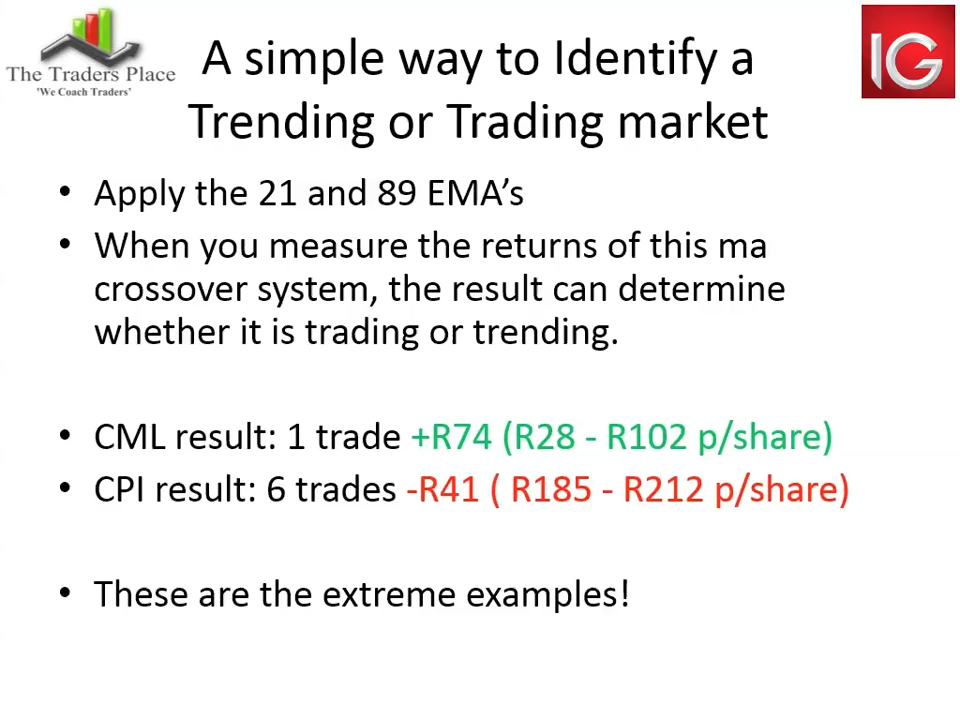 The Traders Place
'We Coach Traders'
IG
A simple way to Identify a
Trending or Trading market
• Apply the 21 and 89 EMA’s
• When you measure the returns of this ma
crossover system, the result can determine
whether it is trading or trending.
• CML result: 1 trade +R74 (R28 - R102 p/share)
• CPI result: 6 trades -R41 ( R185 - R212 p/share)
• These are the extreme examples!